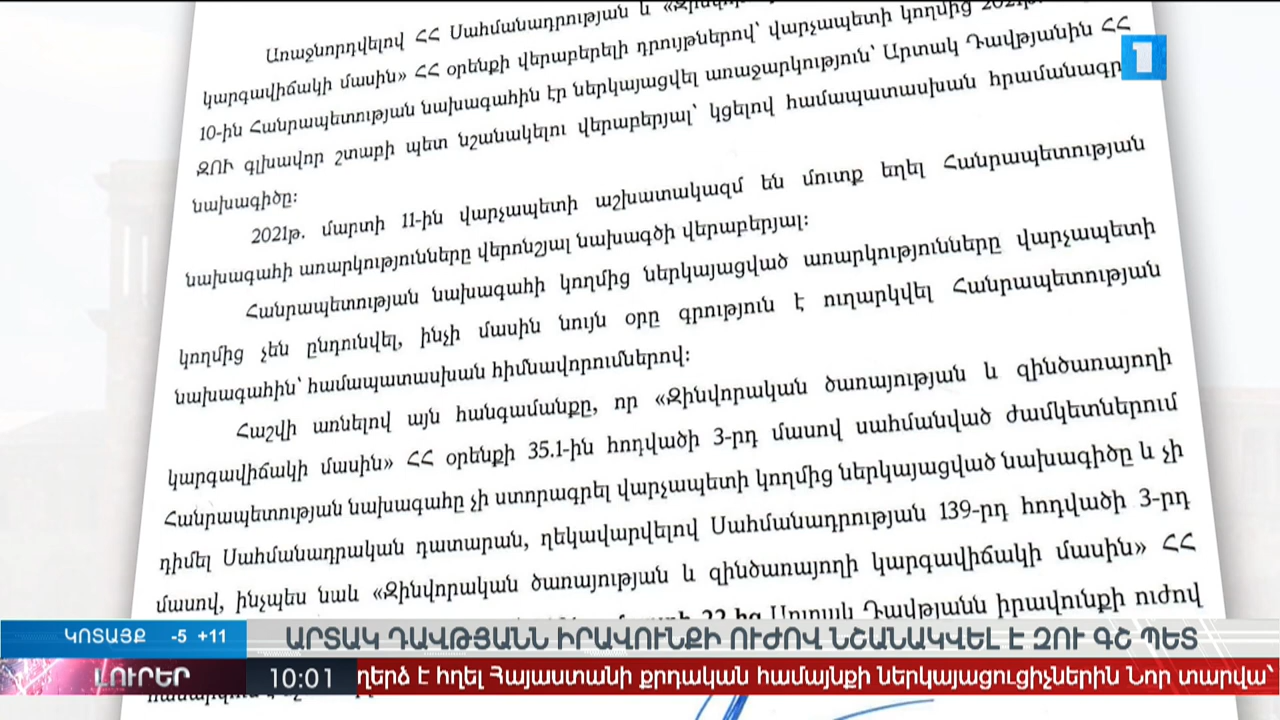 Առաջնորդվելով ՀՀ Սահմանադրության և
կարգավիճակի մասին» ՀՀ օրենքի վերաբերելի դրույթներով՝ վարչապետի կողմից
10-ին Հանրապետության նախագահին էր ներկայացվել առաջարկություն՝ Արտակ Դավթյանին ՀՀ
ԶՈՒ գլխավոր շտաբի պետ նշանակելու վերաբերյալ՝ կցելով համապատասխան հրամանագրի
նախագիծը։
2021թ. մարտի 11-ին վարչապետի աշխատակազմ են մուտք եղել Հանրապետության
նախագահի առարկությունները վերոնշյալ նախագծի վերաբերյալ։
Հանրապետության նախագահի կողմից ներկայացված առարկությունները վարչապետի
կողմից չեն ընդունվել, ինչի մասին նույն օրը գրություն է ուղարկվել Հանրապետության
նախագահին՝ համապատասխան հիմնավորումներով։
Հաշվի առնելով այն հանգամանքը, որ «Զինվորական ծառայության և զինծառայողի
կարգավիճակի մասին» ՀՀ օրենքի 35.1-ին հոդվածի 3-րդ մասով սահմանված ժամկետներում
Հանրապետության նախագահը չի ստորագրել վարչապետի կողմից ներկայացված նախագիծը և չի
դիմել Սահմանադրական դատարան, ղեկավարվելով Սահմանադրության 139-րդ հոդվածի 3-րդ
մասով, ինչպես նաև «Զինվորական ծառայության և զինծառայողի կարգավիճակի մասին» ՀՀ
22-ից Արտակ Դավթյանն իրավունքի ուժով
1
ԿՈՏԱՅՔ -5 +11
ԱՐՏԱԿ ԴԱՎԹՅԱՆՆ ԻՐԱՎՈՒՆՔԻ ՈՒԺՈՎ ՆՇԱՆԱԿՎԵԼ Է ԶՈՒ ԳՇ ՊԵՏ
ԼՈՒՐԵՐ 10:01 ղերձ է հղել Հայաստանի քրդական համայնքի ներկայացուցիչներին Նոր տարվա՝